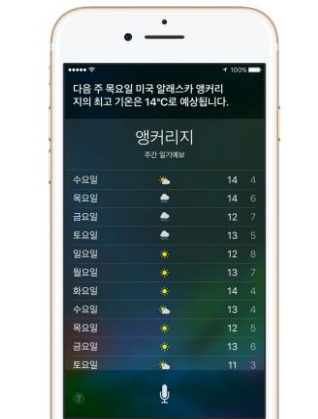 100%
다음 주 목요일 미국 알래스카 앵커리
지의 최고 기온은 14°C로 예상됩니다.
앵커리지
주간 일기예보
수요일 14 4
목요일 14 6
금요일 12 7
토요일 13 5
일요일 12 8
월요일 13 7
화요일 14 4
수요일 13 4
목요일 12 5
금요일 13 6
토요일 11 3
?